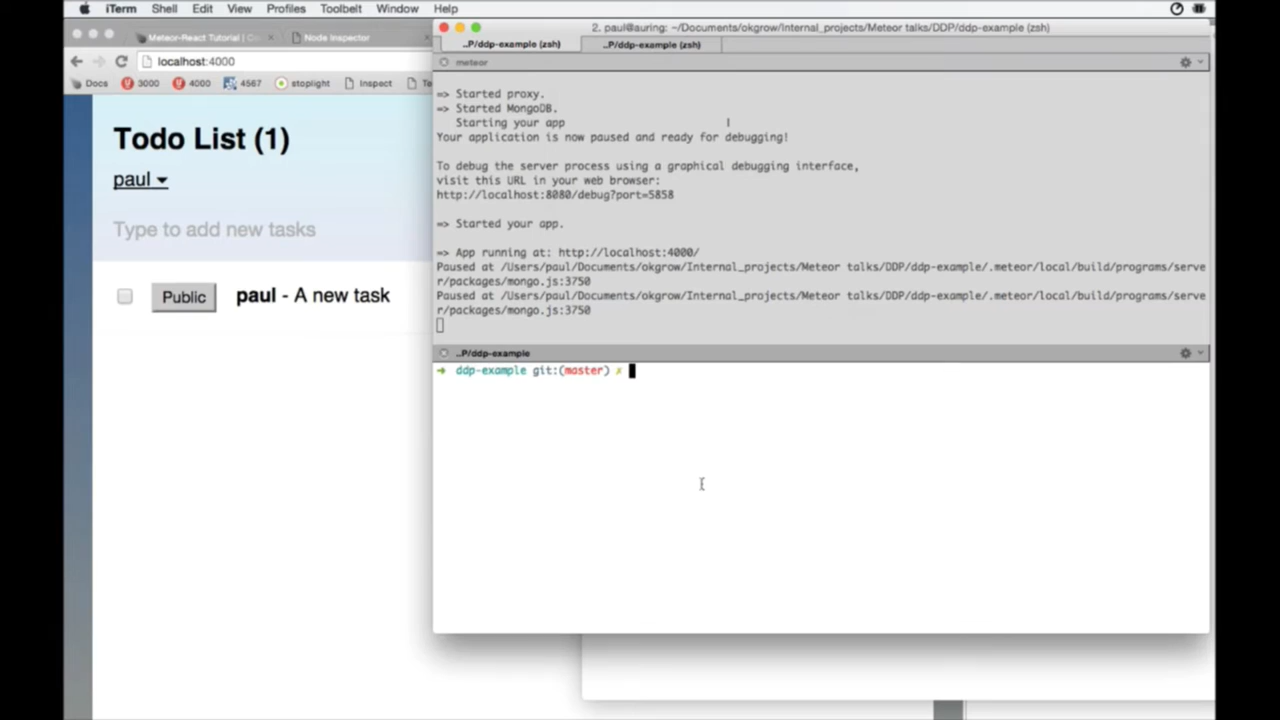 iTerm Shell Edit View Profiles Toolbelt Window Help
Meteor-React Tutorial | Node Inspector
localhost:4000
Docs 3000 4000 4567 stoplight Inspect
Todo List (1)
paul
Type to add new tasks
Public paul - A new task
2. paul@auring: ~/Documents/okgrow/Internal_projects/Meteor talks/DDP/ddp-example (zsh)
..P/ddp-example (zsh) ..P/ddp-example (zsh)
meteor
=> Started proxy.
=> Started MongoDB.
Starting your app
Your application is now paused and ready for debugging!
To debug the server process using a graphical debugging interface,
visit this URL in your web browser:
http://localhost:8080/debug?port=5858
=> Started your app.
=> App running at: http://localhost:4000/
Paused at /Users/paul/Documents/okgrow/Internal_projects/Meteor talks/DDP/ddp-example/.meteor/local/build/programs/serve
r/packages/mongo.js:3750
Paused at /Users/paul/Documents/okgrow/Internal_projects/Meteor talks/DDP/ddp-example/.meteor/local/build/programs/serve
r/packages/mongo.js:3750
..P/ddp-example
➜ ddp-example git:(master) ✗